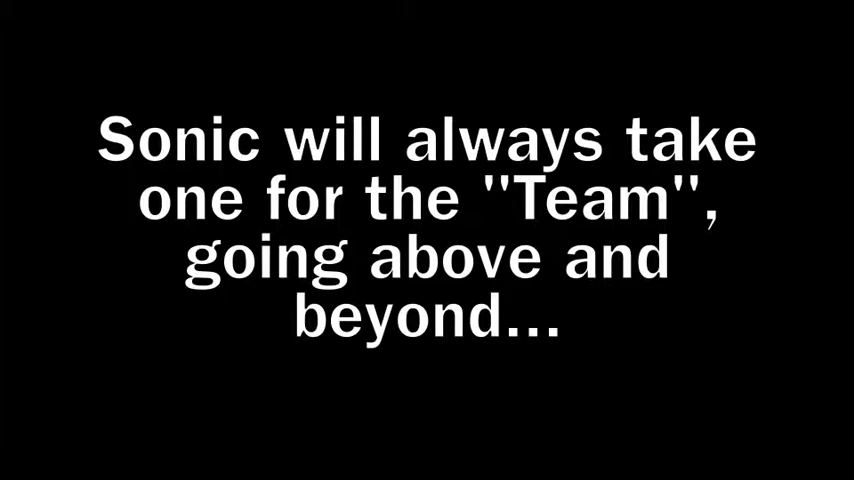 Sonic will always take
one for the "Team",
going above and
beyond...